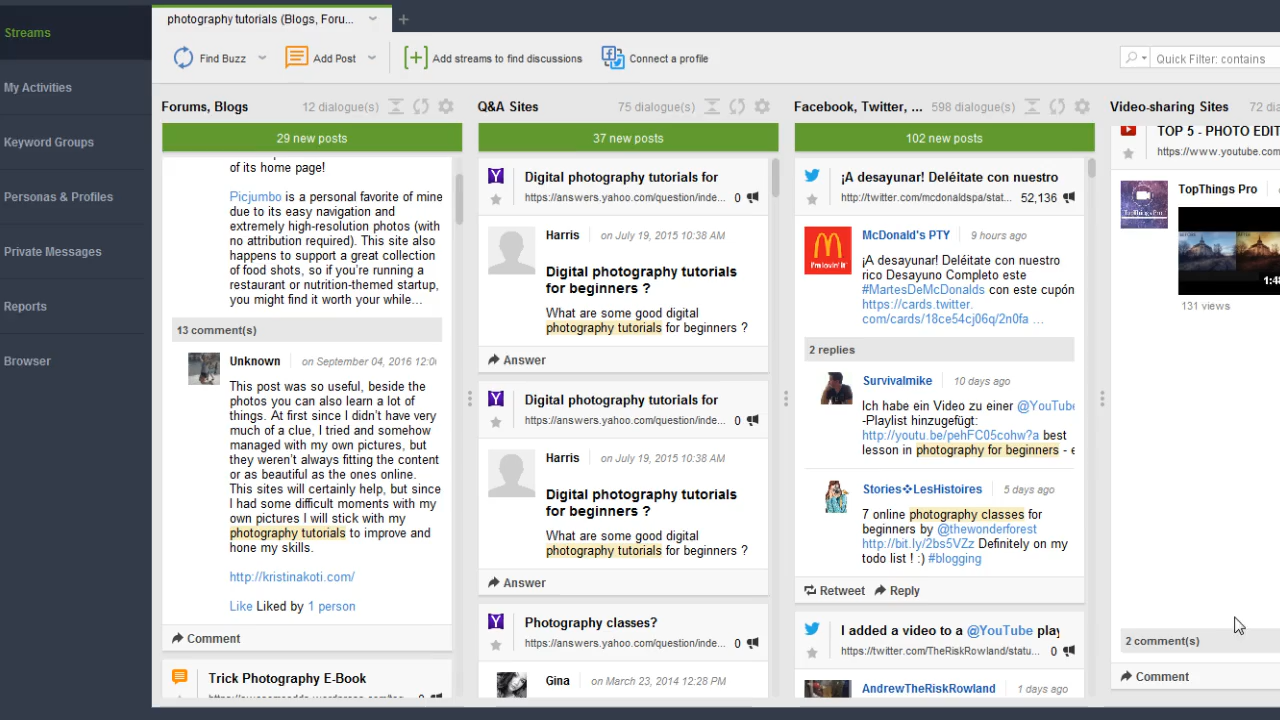 Streams
My Activities
Keyword Groups
Personas & Profiles
Private Messages
Reports
Browser
photography tutorials (Blogs, Foru...
Find Buzz
Add Post
Add streams to find discussions
Connect a profile
Quick Filter: contains
Forums, Blogs 12 dialogue(s)
29 new posts
of its home page!
Picjumbo is a personal favorite of mine
due to its easy navigation and
extremely high-resolution photos (with
no attribution required). This site also
happens to support a great collection
of food shots, so if you're running a
restaurant or nutrition-themed startup,
you might find it worth your while...
13 comment(s)
Unknown on September 04, 2016 12:0
This post was so useful, beside the
photos you can also learn a lot of
things. At first since I didn't have very
much of a clue, I tried and somehow
managed with my own pictures, but
they weren't always fitting the content
or as beautiful as the ones online.
This sites will certainly help, but since
I had some difficult moments with my
own pictures I will stick with my
photography tutorials to improve and
hone my skills.
http://kristinakoti.com/
Like Liked by 1 person
Comment
Trick Photography E-Book
Q&A Sites 75 dialogue(s)
37 new posts
Digital photography tutorials for
https://answers.yahoo.com/question/inde... 0
Harris on July 19, 2015 10:38 AM
Digital photography tutorials
for beginners ?
What are some good digital
photography tutorials for beginners ?
Answer
Digital photography tutorials for
https://answers.yahoo.com/question/inde... 0
Harris on July 19, 2015 10:38 AM
Digital photography tutorials
for beginners ?
What are some good digital
photography tutorials for beginners ?
Answer
Photography classes?
https://answers.yahoo.com/question/inde... 0
Gina on March 23, 2014 12:28 PM
Facebook, Twitter, ... 598 dialogue(s)
102 new posts
¡A desayunar! Deléitate con nuestro
http://twitter.com/mcdonaldspa/stat... 52,136
McDonald's PTY 9 hours ago
¡A desayunar! Deléitate con nuestro
rico Desayuno Completo este
#MartesDeMcDonalds con este cupón
https://cards.twitter.
com/cards/18ce54cj06q/2n0fa ...
2 replies
Survivalmike 10 days ago
Ich habe ein Video zu einer @YouTube
-Playlist hinzugefügt:
http://youtu.be/pehFC05cohw?a best
lesson in photography for beginners - e
Stories❖LesHistoires 5 days ago
7 online photography classes for
beginners by @thewonderforest
http://bit.ly/2bs5VZz Definitely on my
todo list ! :) #blogging
Retweet Reply
I added a video to a @YouTube play
https://twitter.com/TheRiskRowland/statu... 0
AndrewTheRiskRowland 1 days ago
Video-sharing Sites 72 dia
TOP 5 - PHOTO EDIT
https://www.youtube.com
TopThings Pro
1:48
131 views
2 comment(s)
Comment